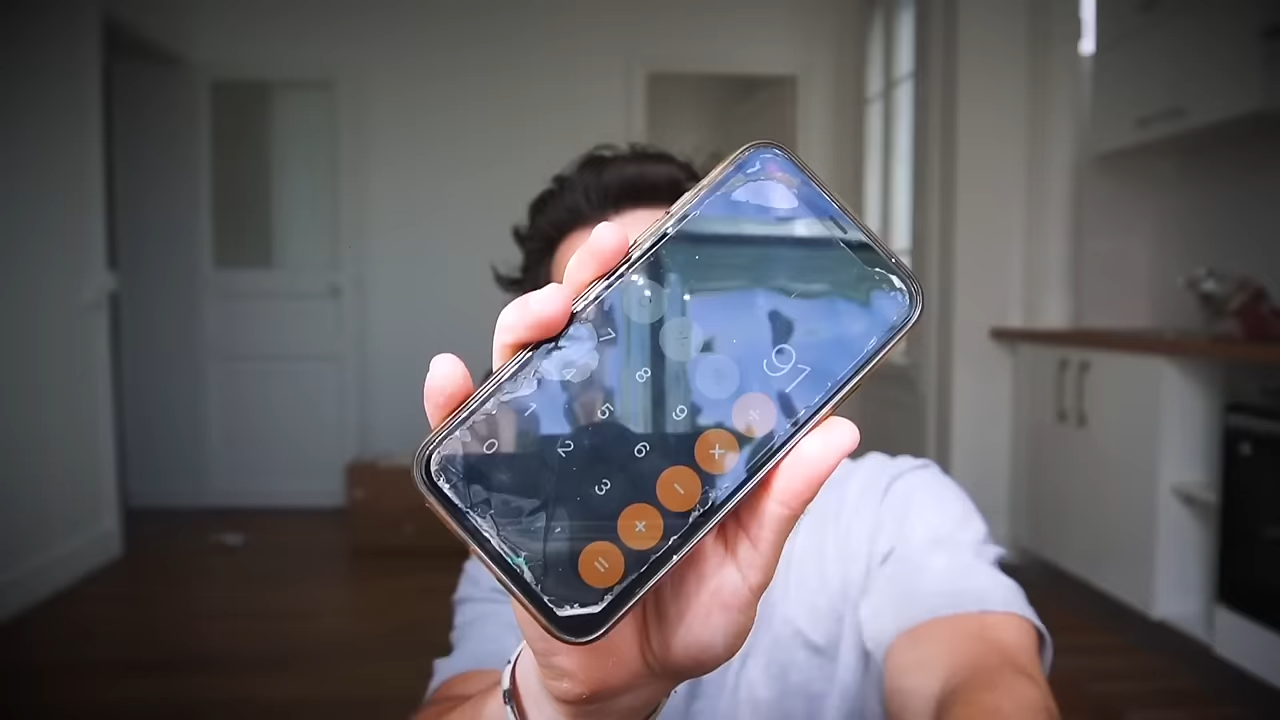 91
7 8 9 ×
4 5 6 −
1 2 3 +
0 , =